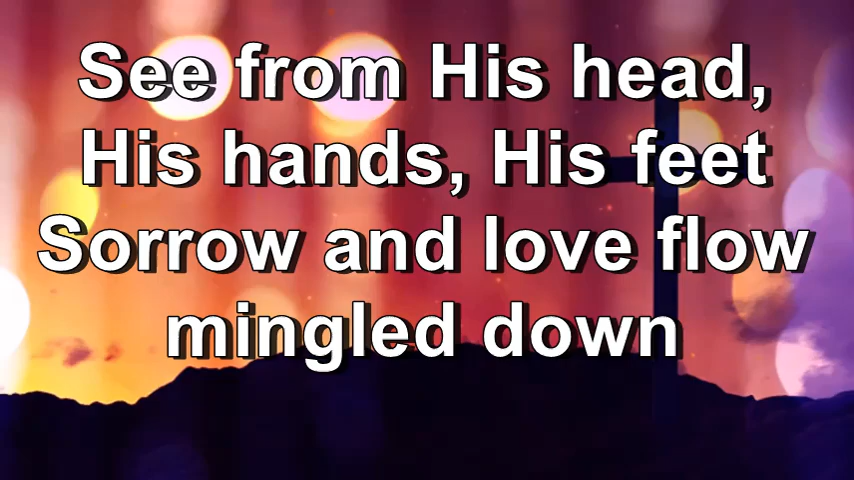 See from His head,
His hands, His feet
Sorrow and love flow
mingled down